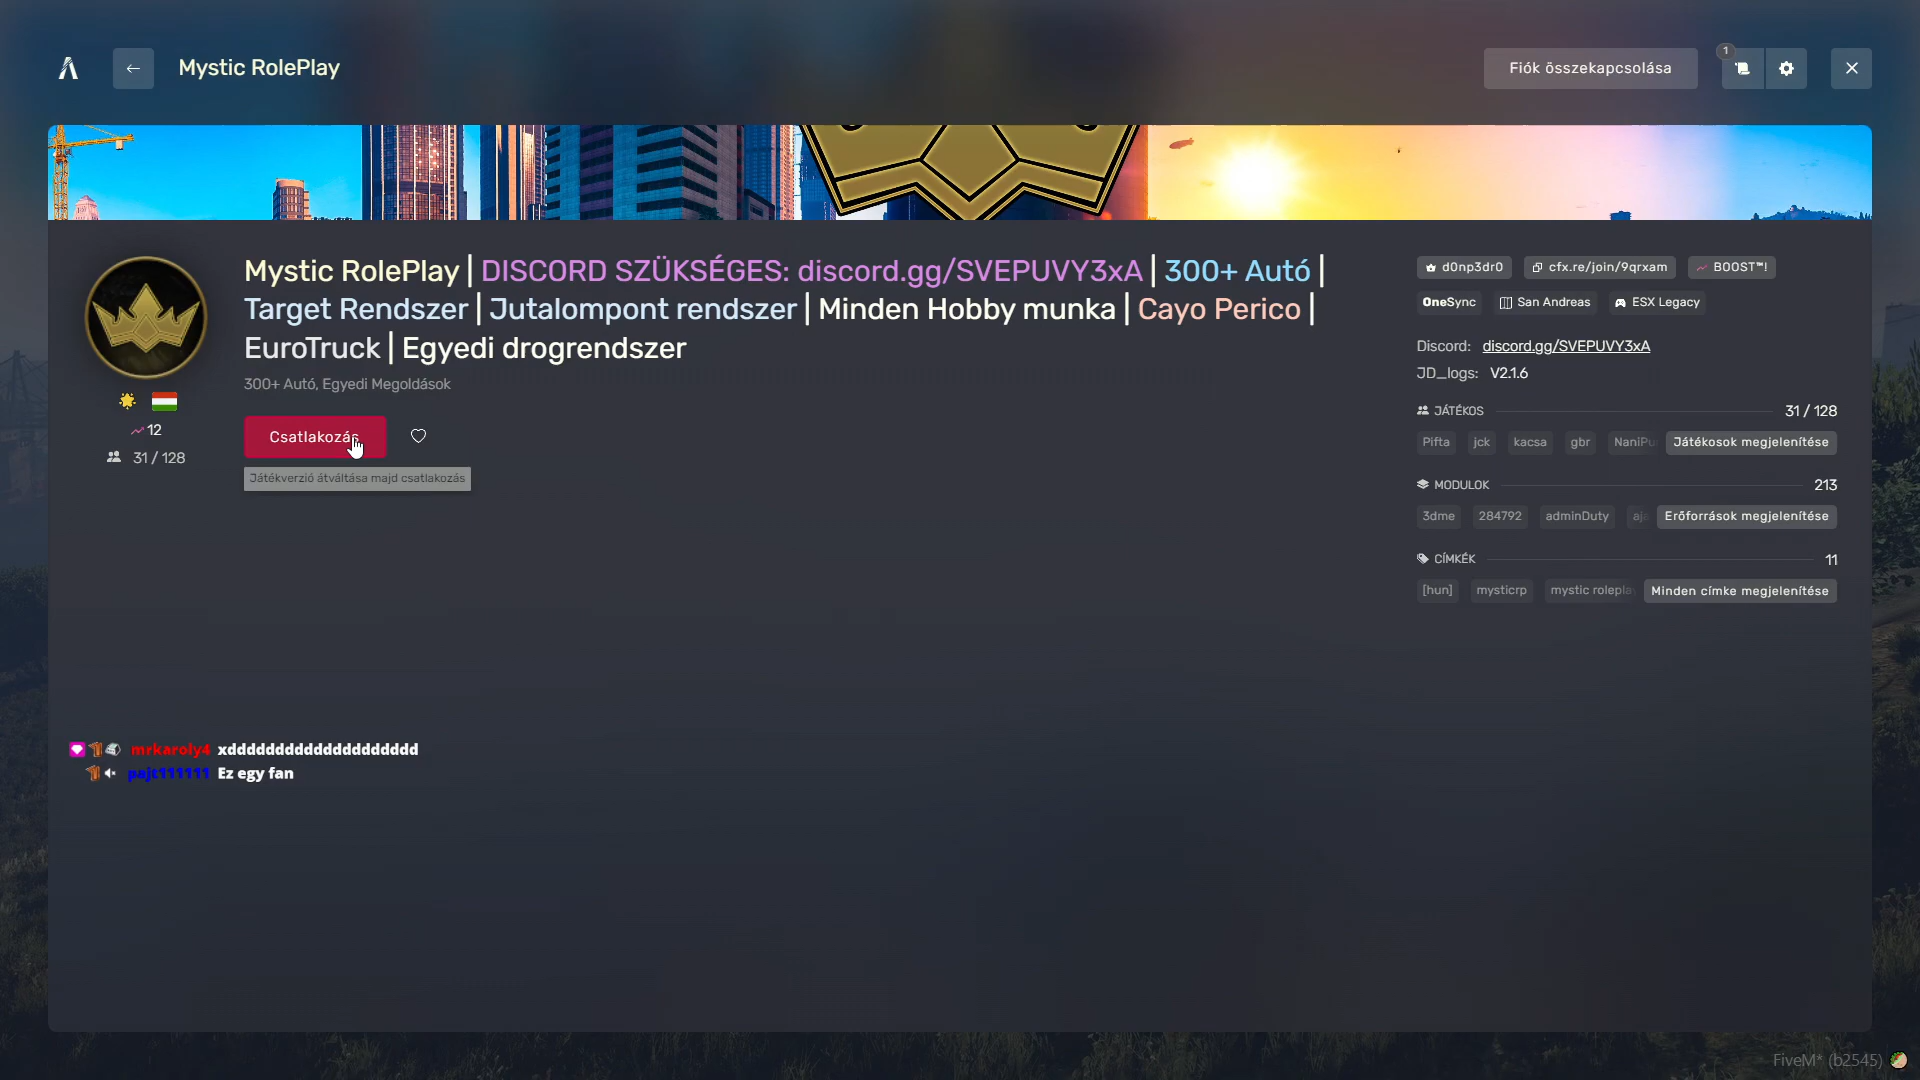 Mystic RolePlay
Fiók összekapcsolása
1
Mystic RolePlay | DISCORD SZÜKSÉGES: discord.gg/SVEPUVY3xA | 300+ Autó |
Target Rendszer | Jutalompont rendszer | Minden Hobby munka | Cayo Perico |
EuroTruck | Egyedi drogrendszer
300+ Autó, Egyedi Megoldások
12
31 / 128
Csatlakozás
Játékverzió átváltása majd csatlakozás
d0np3dr0
cfx.re/join/9qrxam
BOOST™!
OneSync
San Andreas
ESX Legacy
Discord: discord.gg/SVEPUVY3xA
JD_logs: V2.1.6
JÁTÉKOS 31 / 128
Pifta jck kacsa gbr Játékosok megjelenítése
MODULOK 213
3dme 284792 adminDuty Erőforrások megjelenítése
CÍMKÉK 11
[hun] mysticrp mystic rolepla Minden címke megjelenítése
mrkaroly4 xdddddddddddddddddddd
pajt111111 Ez egy fan
FiveM* (b2545)